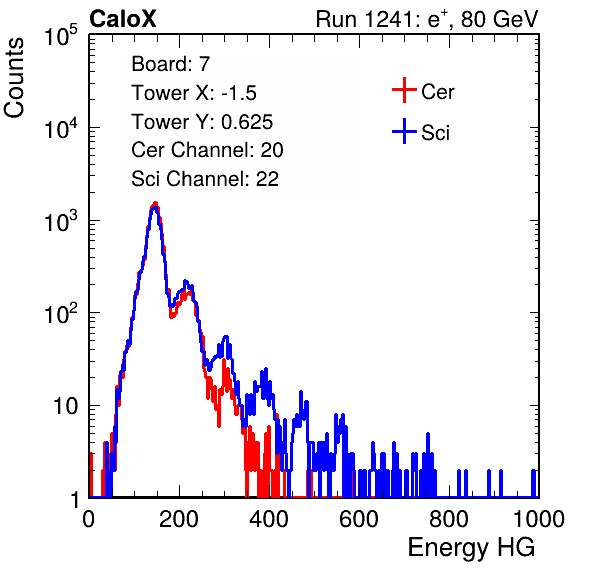 CaloX Run 1241: e⁺, 80 GeV
Counts
Board: 7
Tower X: -1.5
Tower Y: 0.625
Cer Channel: 20
Sci Channel: 22
Cer
Sci
10⁵
10⁴
10³
10²
10
1
0 200 400 600 800 1000
Energy HG